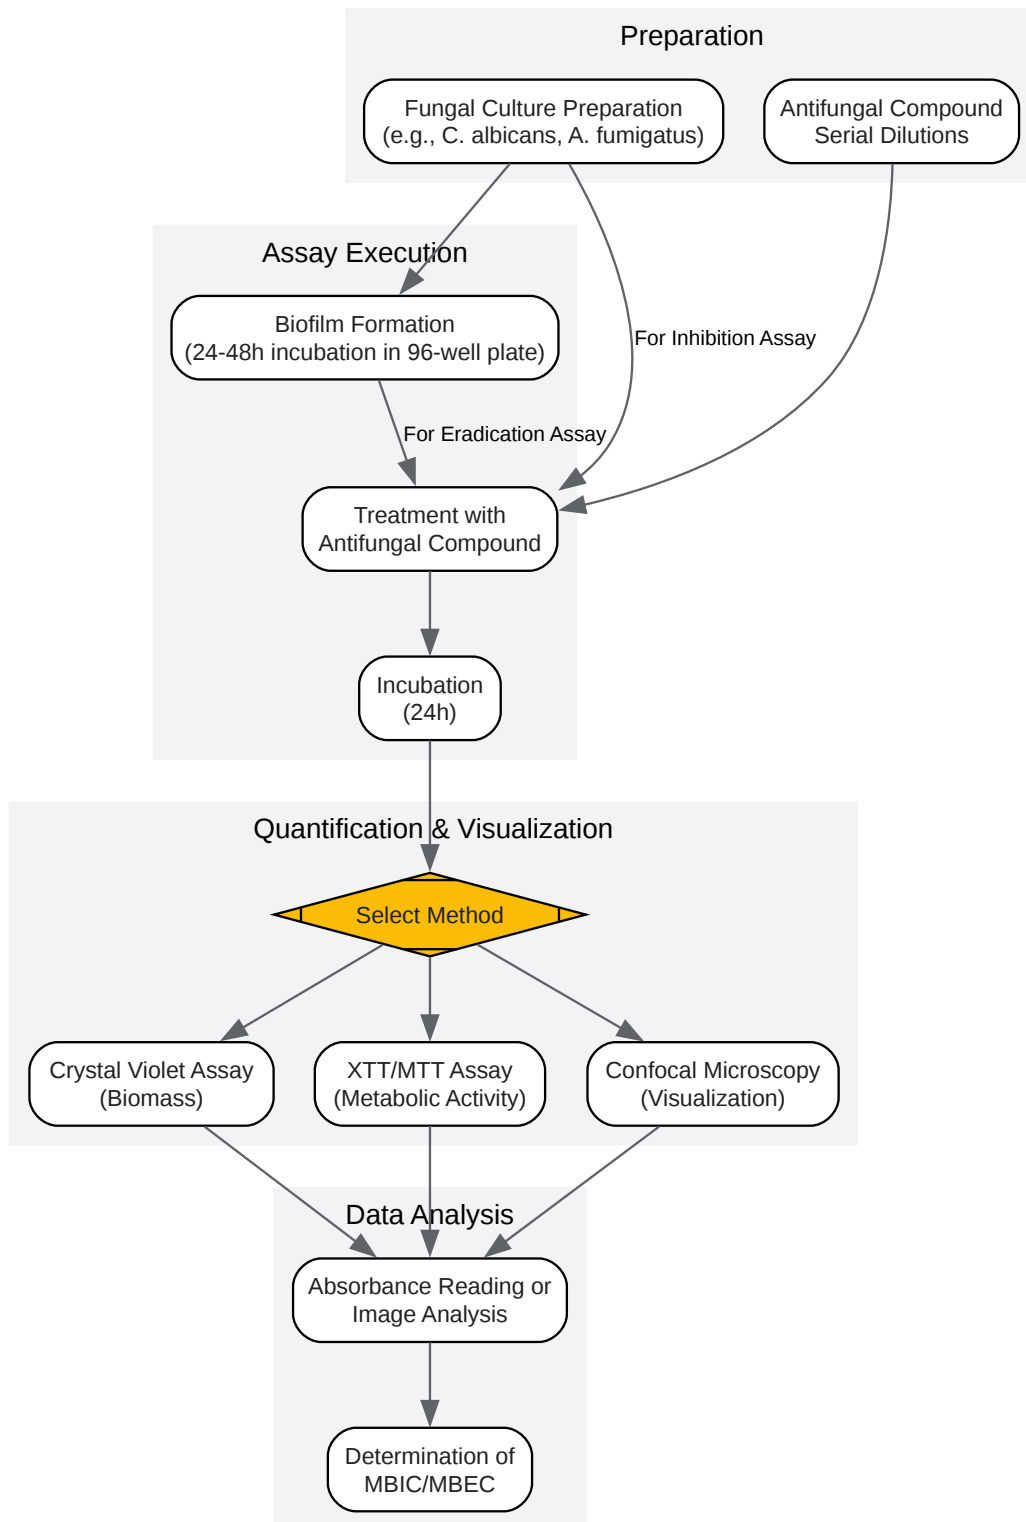 Preparation
Fungal Culture Preparation
(e.g., C. albicans, A. fumigatus)
Antifungal Compound
Serial Dilutions
Assay Execution
Biofilm Formation
(24-48h incubation in 96-well plate)
For Inhibition Assay
For Eradication Assay
Treatment with
Antifungal Compound
Incubation
(24h)
Quantification & Visualization
Select Method
Crystal Violet Assay
(Biomass)
XTT/MTT Assay
(Metabolic Activity)
Confocal Microscopy
(Visualization)
Data Analysis
Absorbance Reading or
Image Analysis
Determination of
MBIC/MBEC